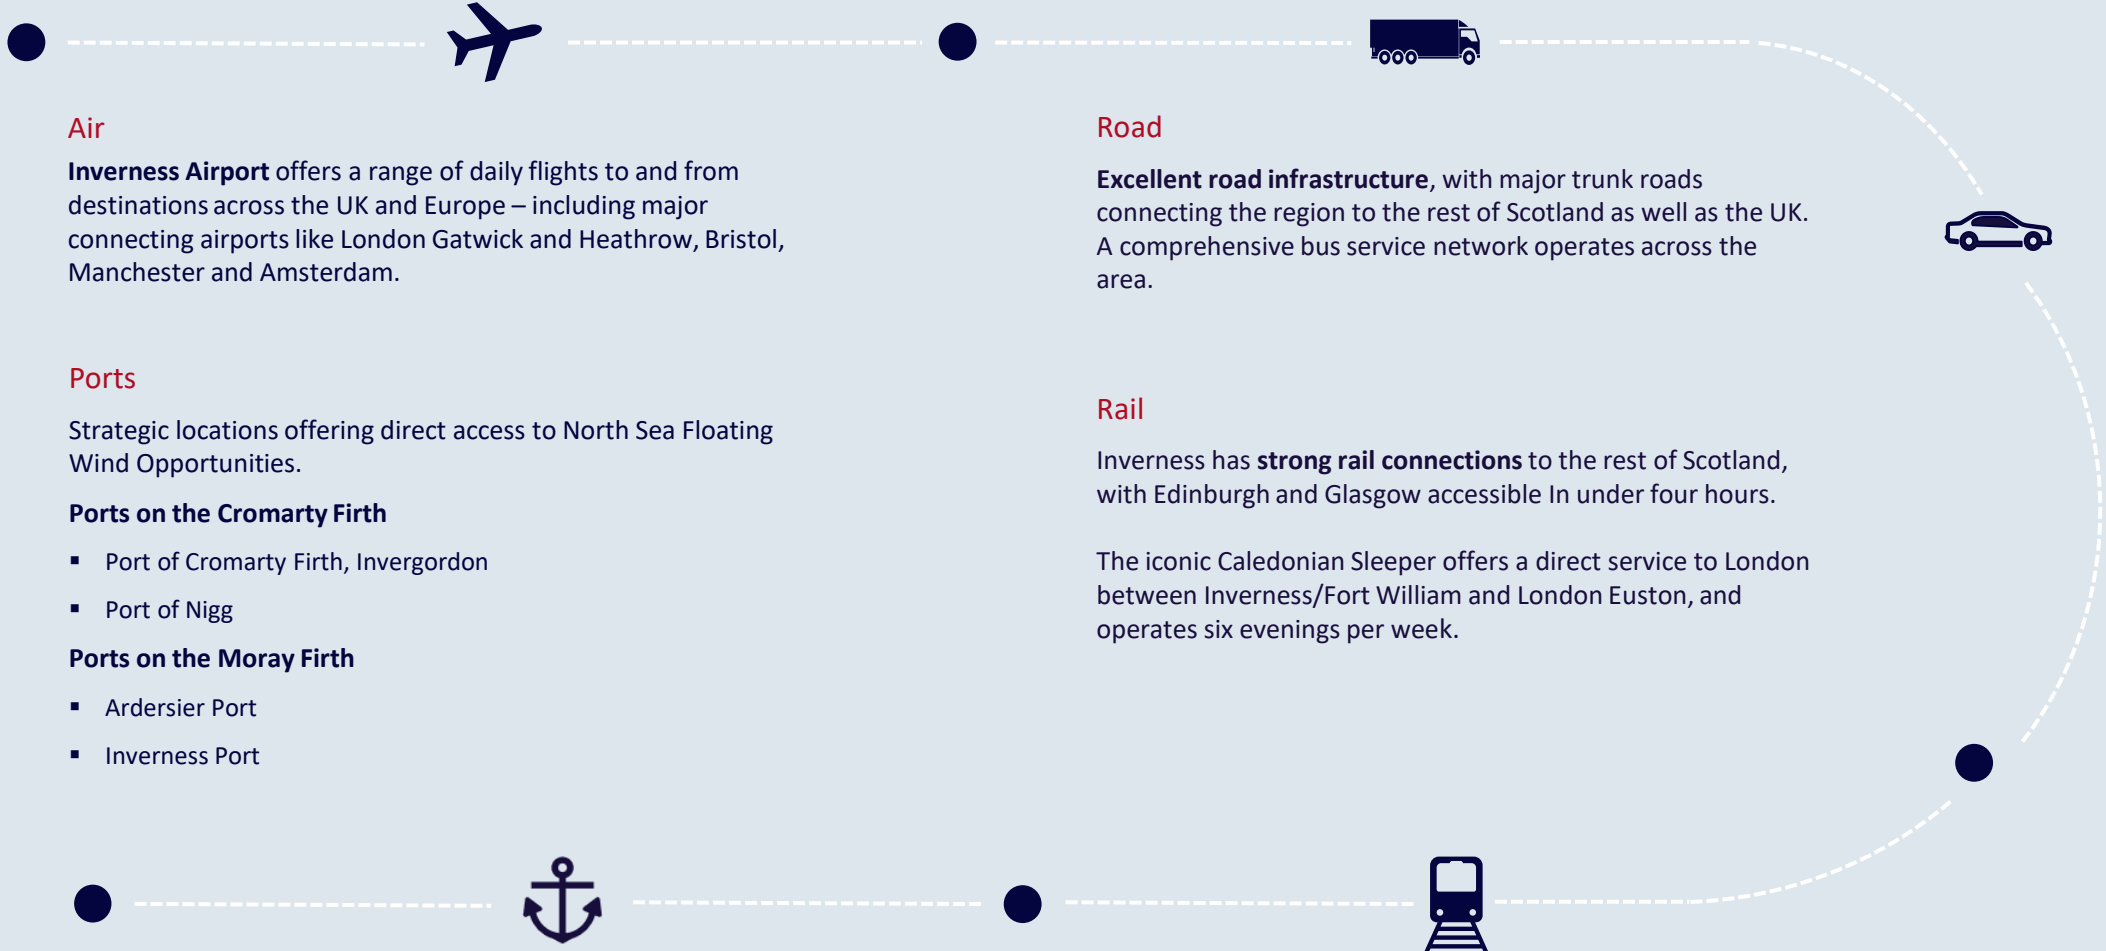 Air
Inverness Airport offers a range of daily flights to and from
destinations across the UK and Europe – including major
connecting airports like London Gatwick and Heathrow, Bristol,
Manchester and Amsterdam.
Ports
Strategic locations offering direct access to North Sea Floating
Wind Opportunities.
Ports on the Cromarty Firth
▪ Port of Cromarty Firth, Invergordon
▪ Port of Nigg
Ports on the Moray Firth
▪ Ardersier Port
▪ Inverness Port
Road
Excellent road infrastructure, with major trunk roads
connecting the region to the rest of Scotland as well as the UK.
A comprehensive bus service network operates across the
area.
Rail
Inverness has strong rail connections to the rest of Scotland,
with Edinburgh and Glasgow accessible In under four hours.
The iconic Caledonian Sleeper offers a direct service to London
between Inverness/Fort William and London Euston, and
operates six evenings per week.